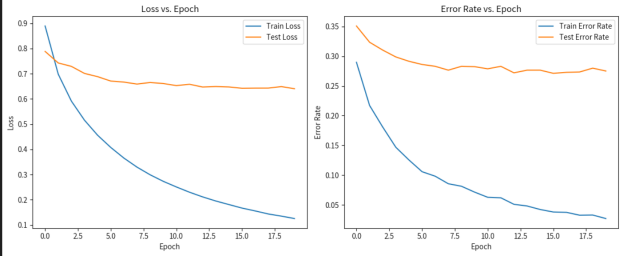 Loss vs. Epoch
Train Loss
Test Loss
0.9
0.8
0.7
0.6
0.5
0.4
0.3
0.2
0.1
Loss
0.0 2.5 5.0 7.5 10.0 12.5 15.0 17.5
Epoch
Error Rate vs. Epoch
Train Error Rate
Test Error Rate
0.35
0.30
0.25
0.20
0.15
0.10
0.05
Error Rate
0.0 2.5 5.0 7.5 10.0 12.5 15.0 17.5
Epoch